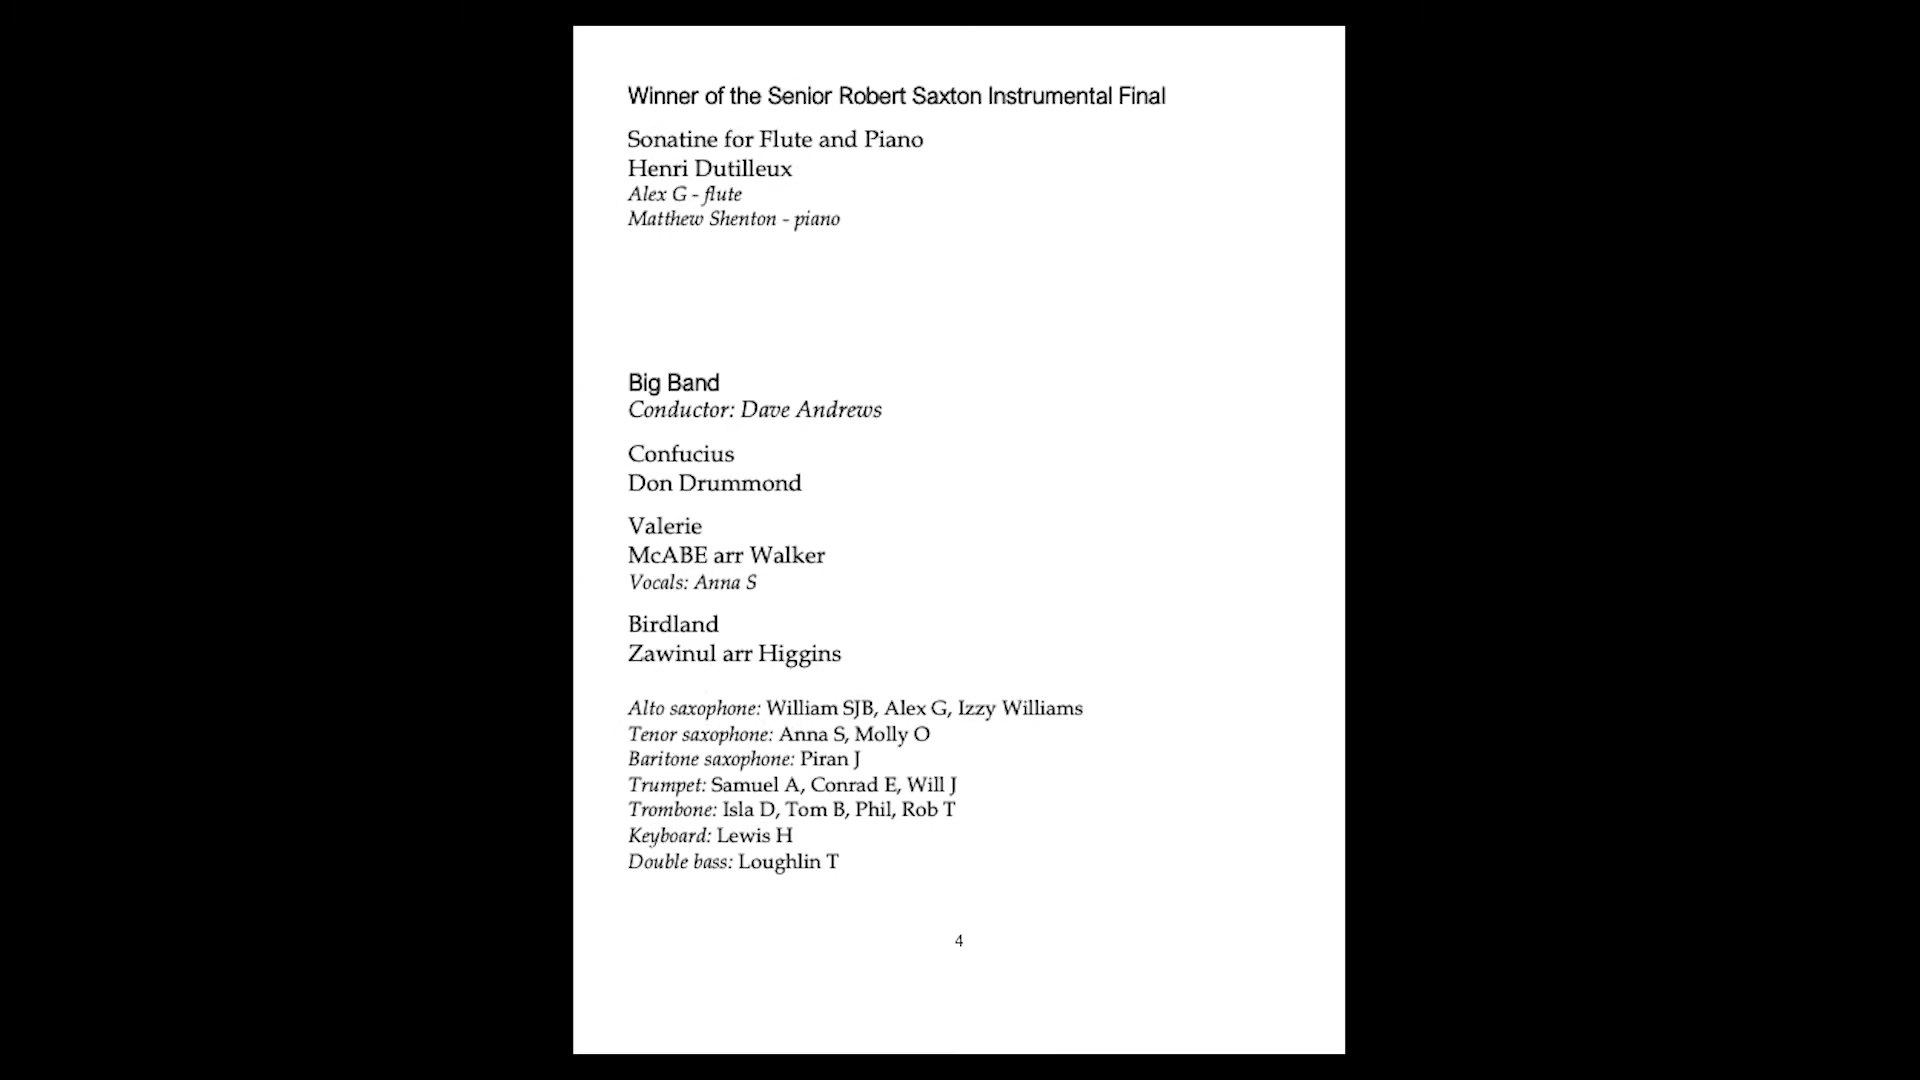 Winner of the Senior Robert Saxton Instrumental Final
Sonatine for Flute and Piano
Henri Dutilleux
Alex G - flute
Matthew Shenton - piano
Big Band
Conductor: Dave Andrews
Confucius
Don Drummond
Valerie
McABE arr Walker
Vocals: Anna S
Birdland
Zawinul arr Higgins
Alto saxophone: William SJB, Alex G, Izzy Williams
Tenor saxophone: Anna S, Molly O
Baritone saxophone: Piran J
Trumpet: Samuel A, Conrad E, Will J
Trombone: Isla D, Tom B, Phil, Rob T
Keyboard: Lewis H
Double bass: Loughlin T
4